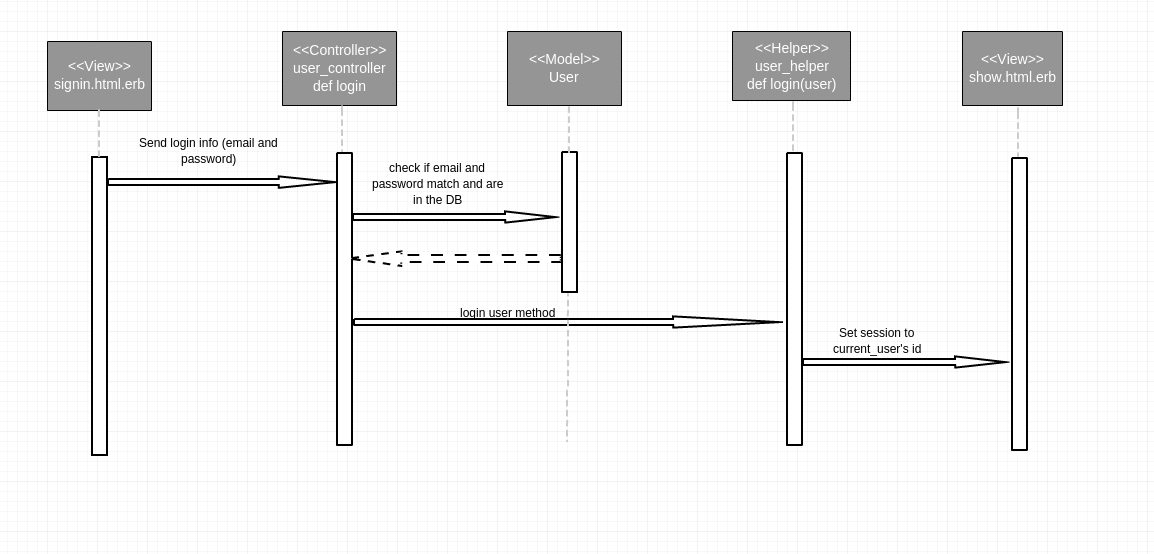 <<View>>
signin.html.erb
<<Controller>>
user_controller
def login
<<Model>>
User
<<Helper>>
user_helper
def login(user)
<<View>>
show.html.erb
Send login info (email and
password)
check if email and
password match and are
in the DB
login user method
Set session to
current_user's id